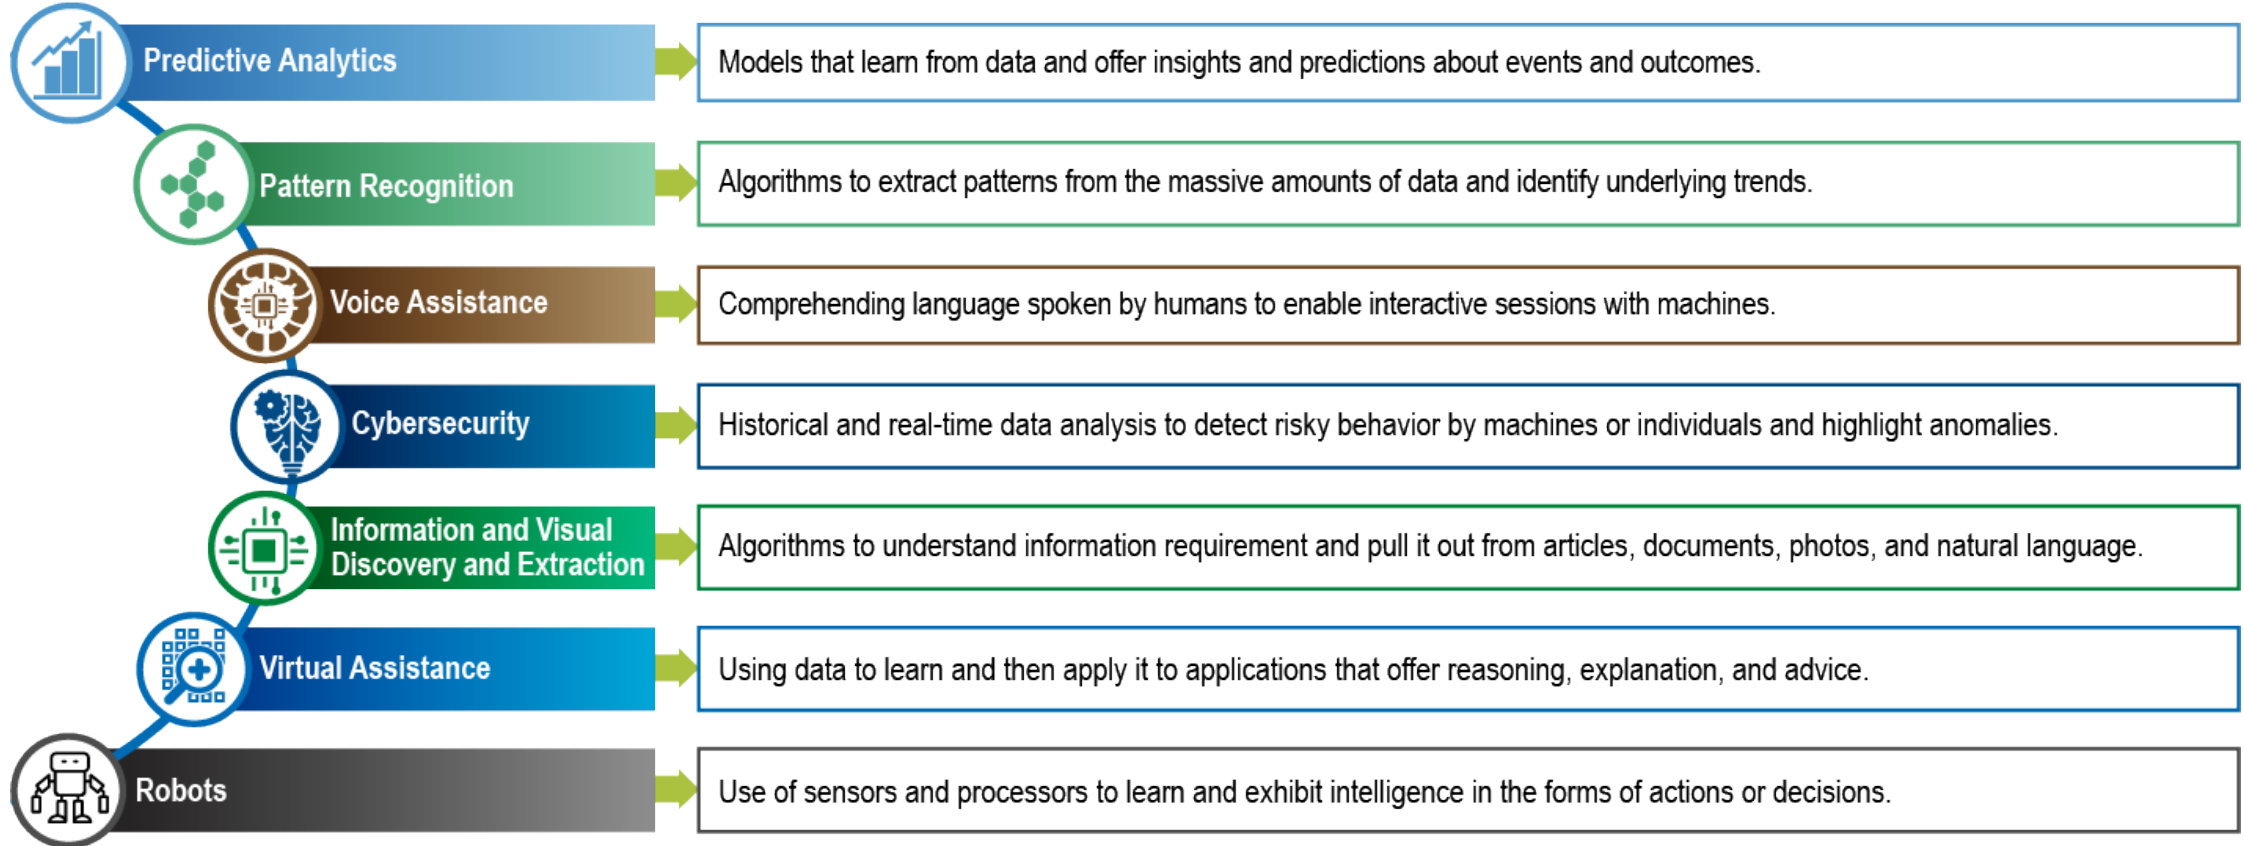 Predictive Analytics
Models that learn from data and offer insights and predictions about events and outcomes.
Pattern Recognition
Algorithms to extract patterns from the massive amounts of data and identify underlying trends.
Voice Assistance
Comprehending language spoken by humans to enable interactive sessions with machines.
Cybersecurity
Historical and real-time data analysis to detect risky behavior by machines or individuals and highlight anomalies.
Information and Visual
Discovery and Extraction
Algorithms to understand information requirement and pull it out from articles, documents, photos, and natural language.
Virtual Assistance
Using data to learn and then apply it to applications that offer reasoning, explanation, and advice.
Robots
Use of sensors and processors to learn and exhibit intelligence in the forms of actions or decisions.